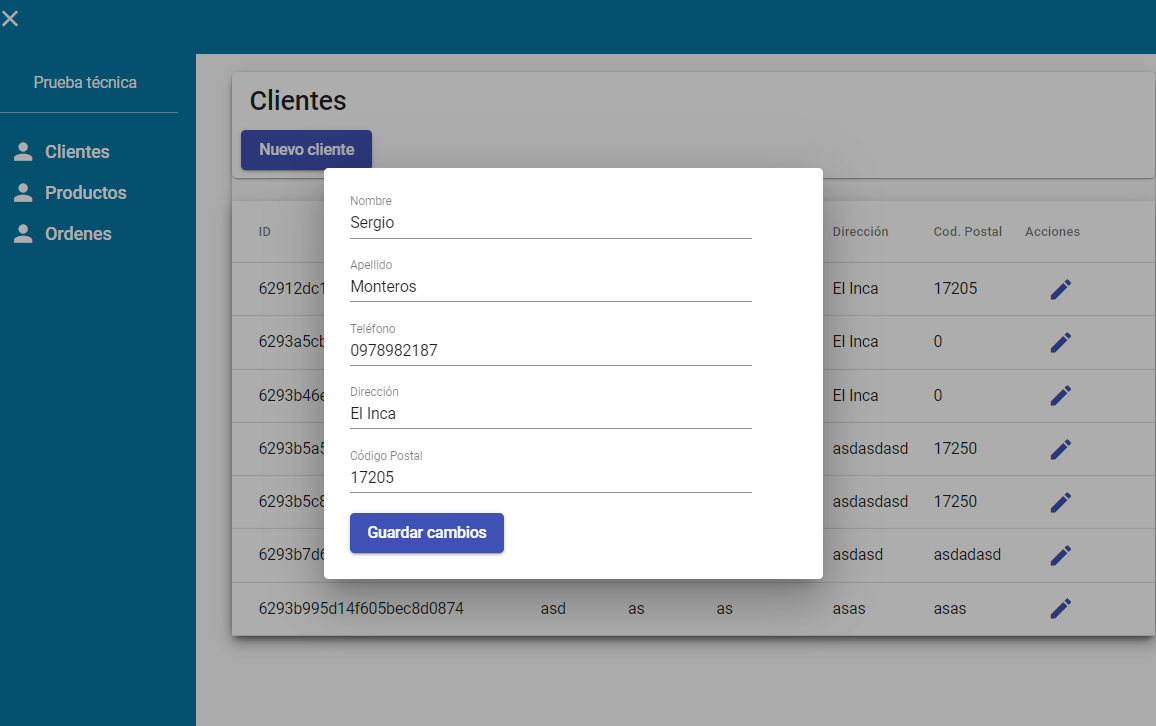 Prueba técnica
Clientes
Productos
Ordenes
Clientes
Nuevo cliente
ID Dirección Cod. Postal Acciones
62912dc1 El Inca 17205
6293a5cb El Inca 0
6293b46e El Inca 0
6293b5a5 asdasdasd 17250
6293b5c8 asdasdasd 17250
6293b7d6 asdasd asdadasd
6293b995d14f605bec8d0874 asd as as asas asas
Nombre
Sergio
Apellido
Monteros
Teléfono
0978982187
Dirección
El Inca
Código Postal
17205
Guardar cambios